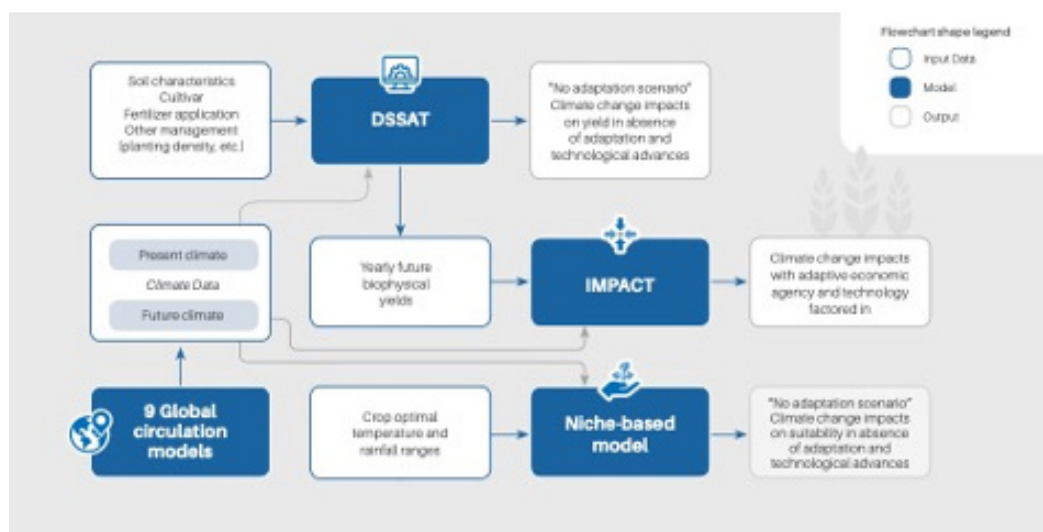 Flowchart shape legend
Input Data
Model
Output
Soil characteristics
Cultivar
Fertilizer application
Other management
(planting density, etc.)
DSSAT
"No adaptation scenario"
Climate change impacts
on yield in absence
of adaptation and
technological advances
Present climate
Climate Data
Future climate
Yearly future
biophysical
yields
IMPACT
Climate change impacts
with adaptive economic
agency and technology
factored in
9 Global
circulation
models
Crop optimal
temperature and
rainfall ranges
Niche-based
model
"No adaptation scenario"
Climate change impacts
on suitability in absence
of adaptation and
technological advances